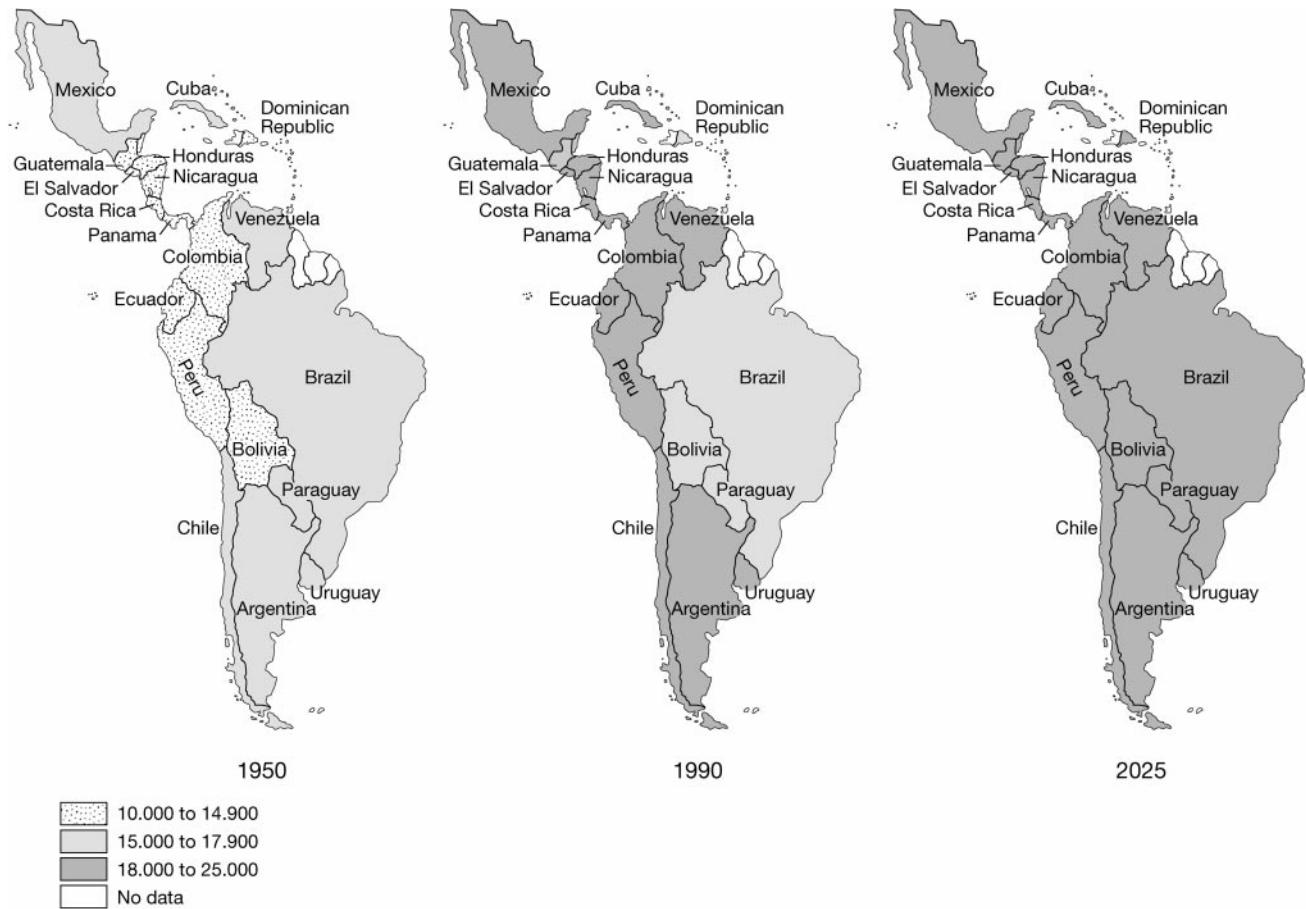 Mexico
Cuba
Dominican
Republic
Guatemala
Honduras
El Salvador
Nicaragua
Costa Rica
Panama
Venezuela
Colombia
Ecuador
Peru
Brazil
Bolivia
Paraguay
Chile
Uruguay
Argentina
1950
Mexico
Cuba
Dominican
Republic
Guatemala
Honduras
El Salvador
Nicaragua
Costa Rica
Panama
Venezuela
Colombia
Ecuador
Peru
Brazil
Bolivia
Paraguay
Chile
Uruguay
Argentina
1990
Mexico
Cuba
Dominican
Republic
Guatemala
Honduras
El Salvador
Nicaragua
Costa Rica
Panama
Venezuela
Colombia
Ecuador
Peru
Brazil
Bolivia
Paraguay
Chile
Uruguay
Argentina
2025
10.000 to 14.900
15.000 to 17.900
18.000 to 25.000
No data